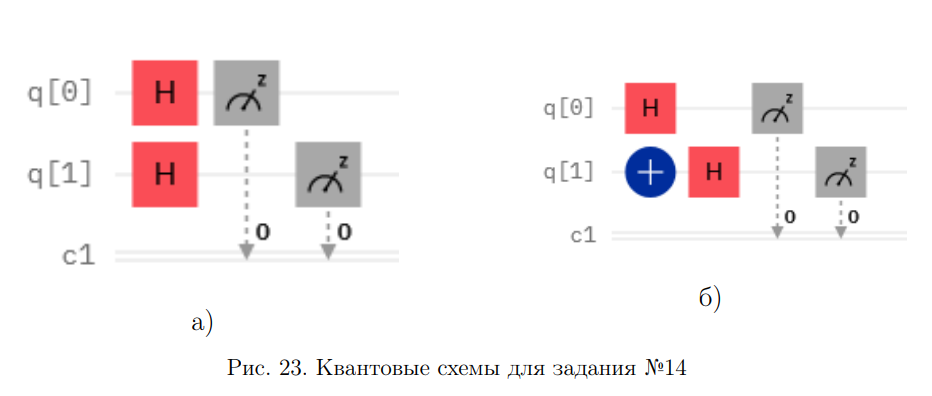 q[0] H z
q[1] H z
c1 0 0
а)
q[0] H z
q[1] + H z
c1 0 0
б)
Рис. 23. Квантовые схемы для задания №14